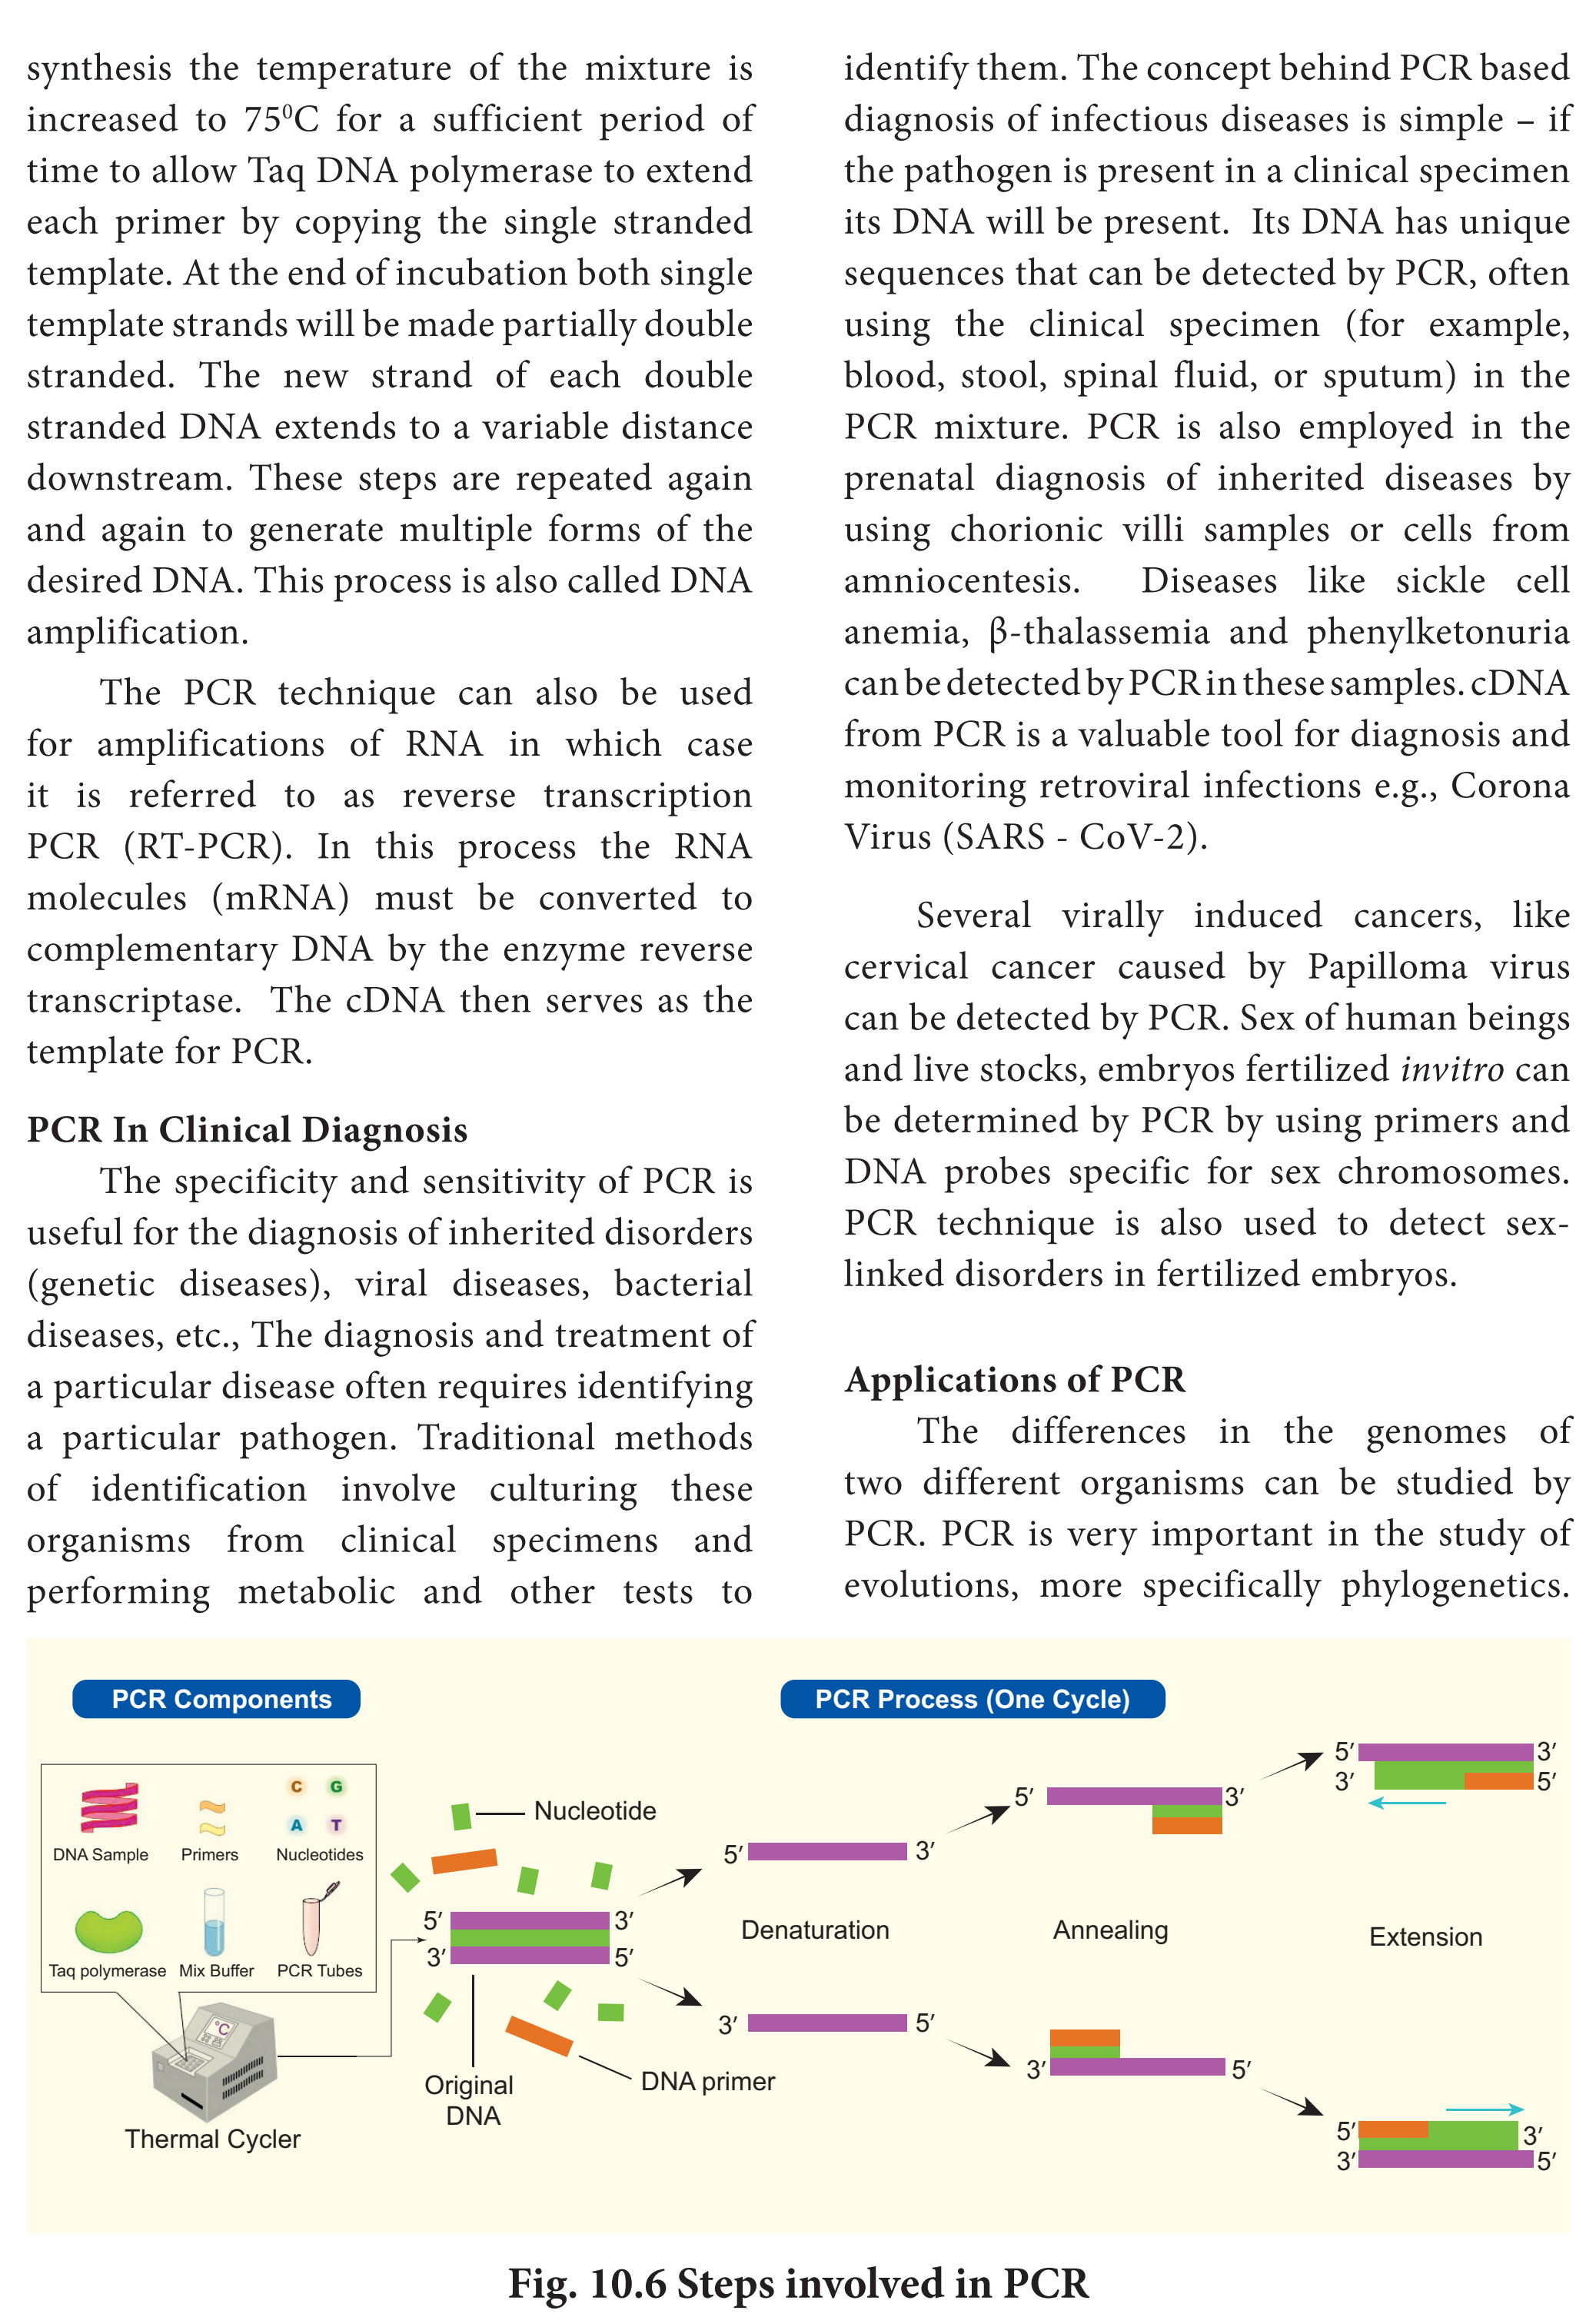 synthesis the temperature of the mixture is
increased to 75⁰C for a sufficient period of
time to allow Taq DNA polymerase to extend
each primer by copying the single stranded
template. At the end of incubation both single
template strands will be made partially double
stranded. The new strand of each double
stranded DNA extends to a variable distance
downstream. These steps are repeated again
and again to generate multiple forms of the
desired DNA. This process is also called DNA
amplification.
The PCR technique can also be used
for amplifications of RNA in which case
it is referred to as reverse transcription
PCR (RT-PCR). In this process the RNA
molecules (mRNA) must be converted to
complementary DNA by the enzyme reverse
transcriptase. The cDNA then serves as the
template for PCR.
PCR In Clinical Diagnosis
The specificity and sensitivity of PCR is
useful for the diagnosis of inherited disorders
(genetic diseases), viral diseases, bacterial
diseases, etc., The diagnosis and treatment of
a particular disease often requires identifying
a particular pathogen. Traditional methods
of identification involve culturing these
organisms from clinical specimens and
performing metabolic and other tests to
identify them. The concept behind PCR based
diagnosis of infectious diseases is simple – if
the pathogen is present in a clinical specimen
its DNA will be present. Its DNA has unique
sequences that can be detected by PCR, often
using the clinical specimen (for example,
blood, stool, spinal fluid, or sputum) in the
PCR mixture. PCR is also employed in the
prenatal diagnosis of inherited diseases by
using chorionic villi samples or cells from
amniocentesis. Diseases like sickle cell
anemia, β-thalassemia and phenylketonuria
can be detected by PCR in these samples. cDNA
from PCR is a valuable tool for diagnosis and
monitoring retroviral infections e.g., Corona
Virus (SARS - CoV-2).
Several virally induced cancers, like
cervical cancer caused by Papilloma virus
can be detected by PCR. Sex of human beings
and live stocks, embryos fertilized invitro can
be determined by PCR by using primers and
DNA probes specific for sex chromosomes.
PCR technique is also used to detect sex-
linked disorders in fertilized embryos.
Applications of PCR
The differences in the genomes of
two different organisms can be studied by
PCR. PCR is very important in the study of
evolutions, more specifically phylogenetics.
PCR Components
C G
A T
DNA Sample Primers Nucleotides
Taq polymerase Mix Buffer PCR Tubes
°C
Thermal Cycler
PCR Process (One Cycle)
Nucleotide
5′ 3′
3′ 5′
Original
DNA
DNA primer
5′ 3′
Denaturation
3′ 5′
5′ 3′
Annealing
3′ 5′
5′ 3′
3′ 5′
Extension
5′ 3′
3′ 5′
Fig. 10.6 Steps involved in PCR